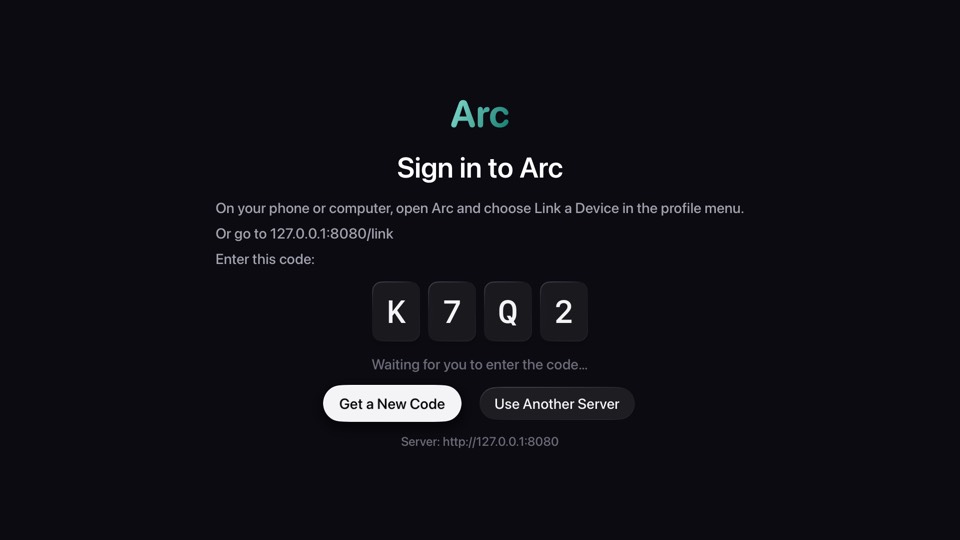 Arc
Sign in to Arc
On your phone or computer, open Arc and choose Link a Device in the profile menu.
Or go to 127.0.0.1:8080/link
Enter this code:
K 7 Q 2
Waiting for you to enter the code...
Get a New Code Use Another Server
Server: http://127.0.0.1:8080